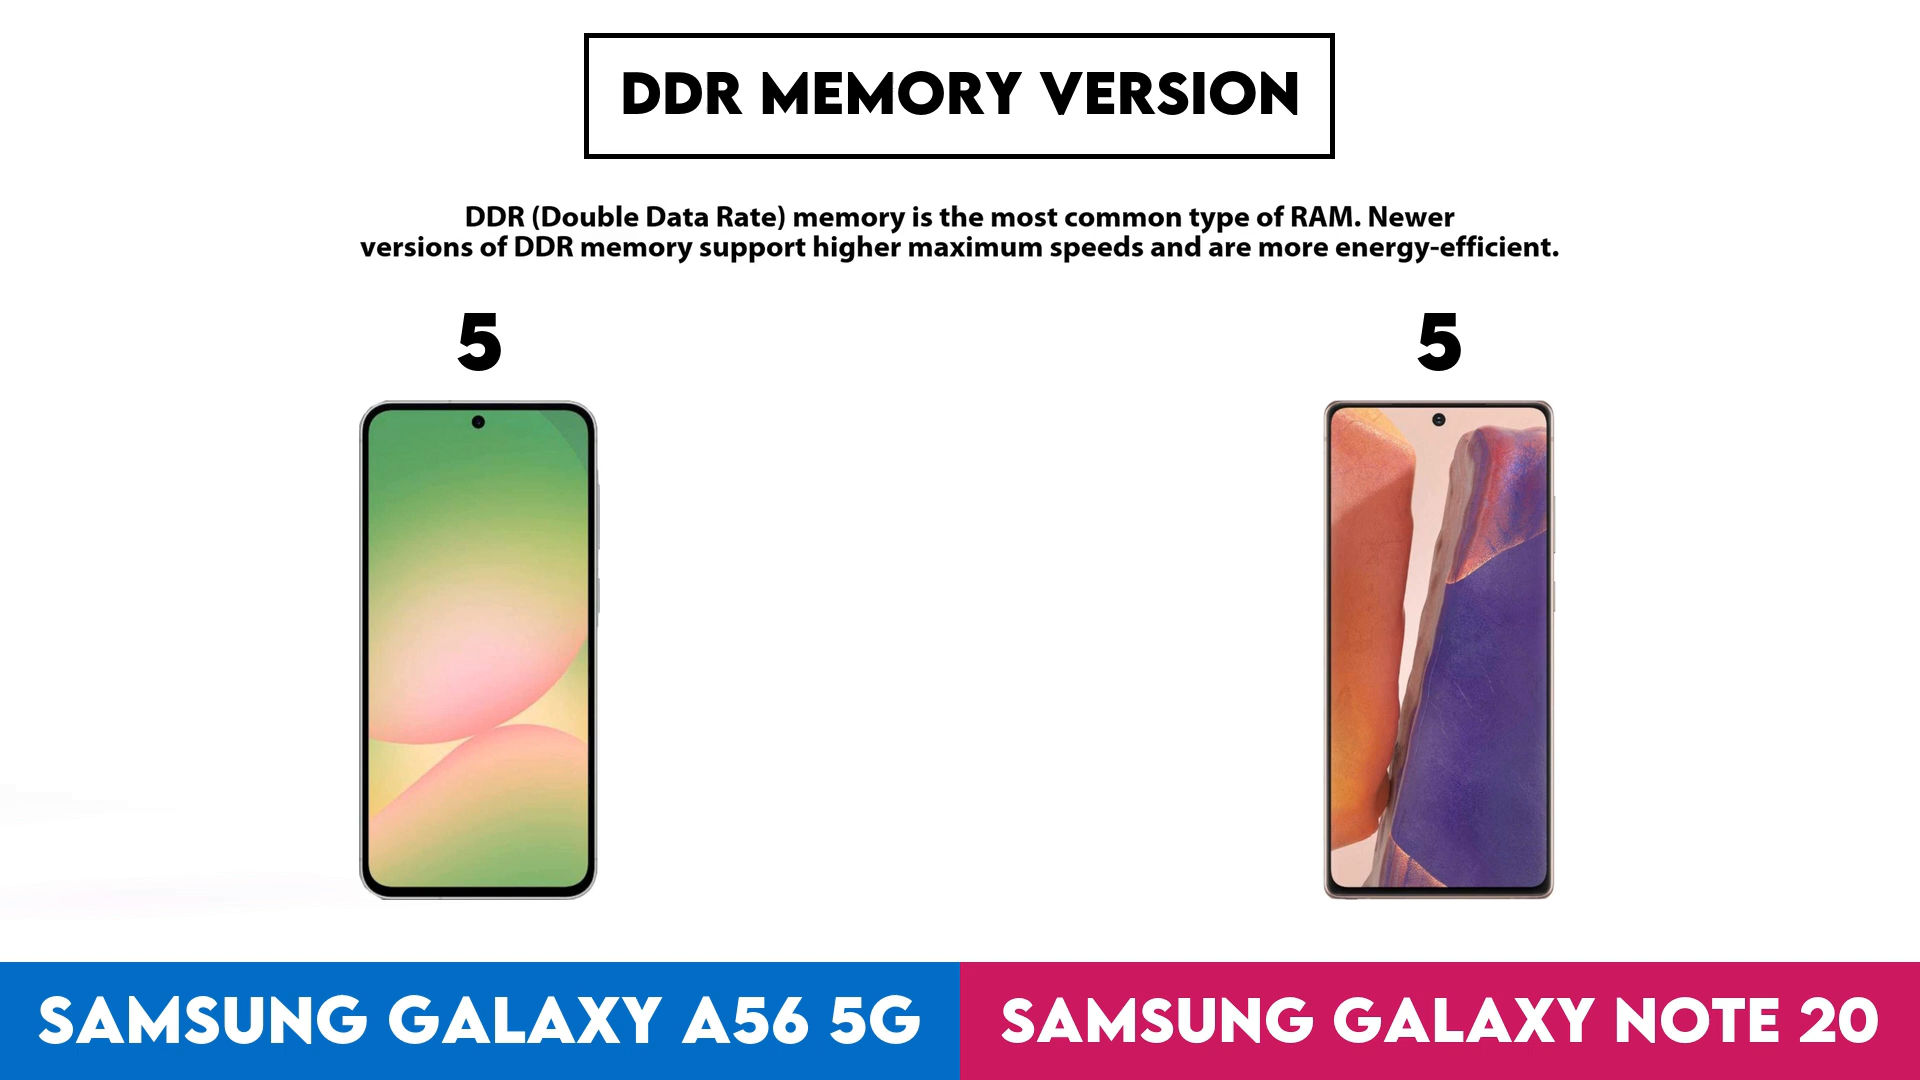 DDR MEMORY VERSION
DDR (Double Data Rate) memory is the most common type of RAM. Newer
versions of DDR memory support higher maximum speeds and are more energy-efficient.
5
5
SAMSUNG GALAXY A56 5G
SAMSUNG GALAXY NOTE 20